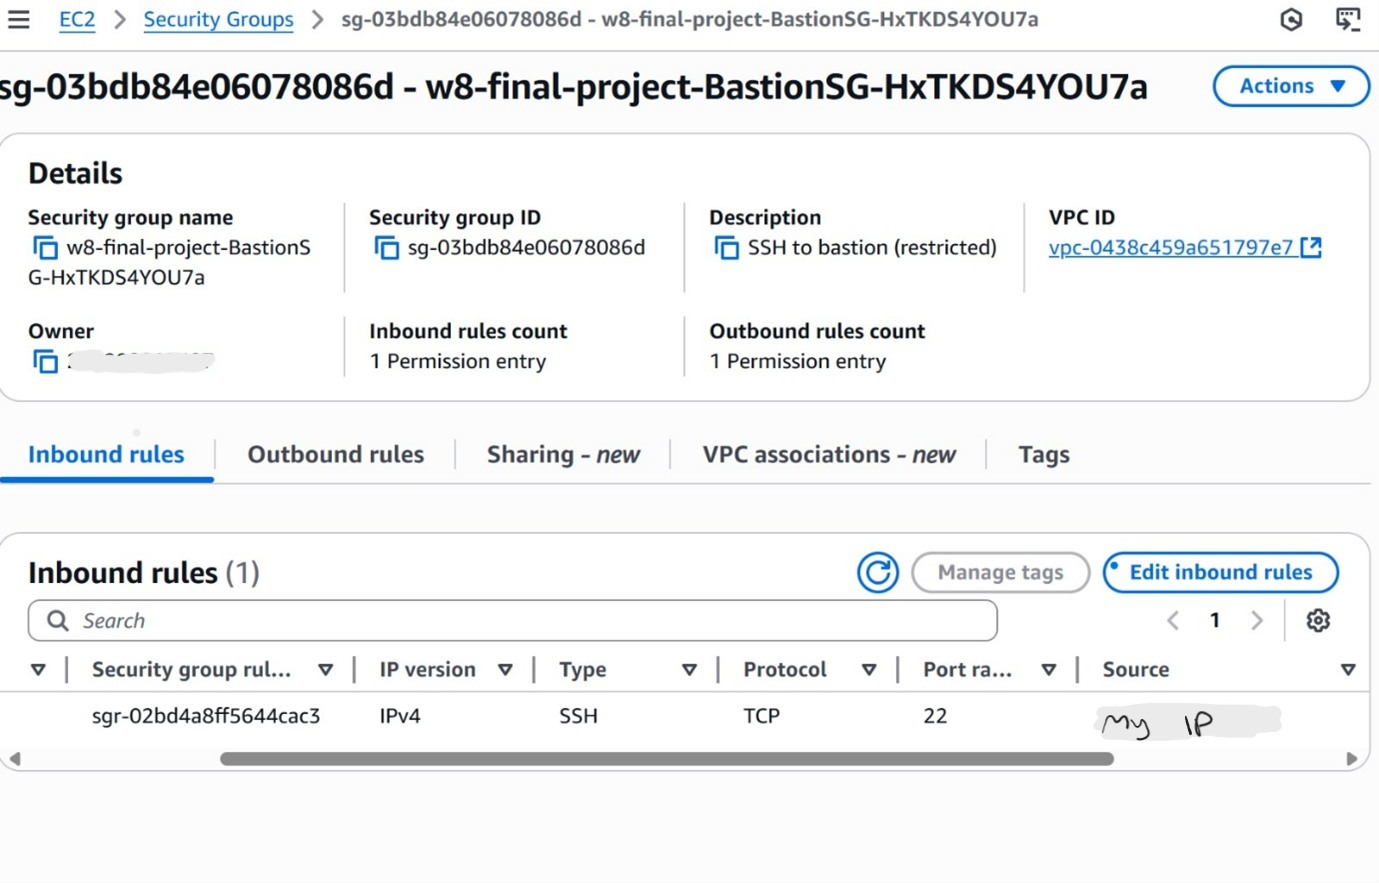 EC2 > Security Groups > sg-03bdb84e06078086d - w8-final-project-BastionSG-HxTKDS4YOU7a
sg-03bdb84e06078086d - w8-final-project-BastionSG-HxTKDS4YOU7a
Actions
Details
Security group name
w8-final-project-BastionS
G-HxTKDS4YOU7a
Security group ID
sg-03bdb84e06078086d
Description
SSH to bastion (restricted)
VPC ID
vpc-0438c459a651797e7
Owner
Inbound rules count
1 Permission entry
Outbound rules count
1 Permission entry
Inbound rules
Outbound rules
Sharing - new
VPC associations - new
Tags
Inbound rules (1)
Manage tags
Edit inbound rules
Search
1
Security group rul... IP version Type Protocol Port ra... Source
sgr-02bd4a8ff5644cac3 IPv4 SSH TCP 22 My IP